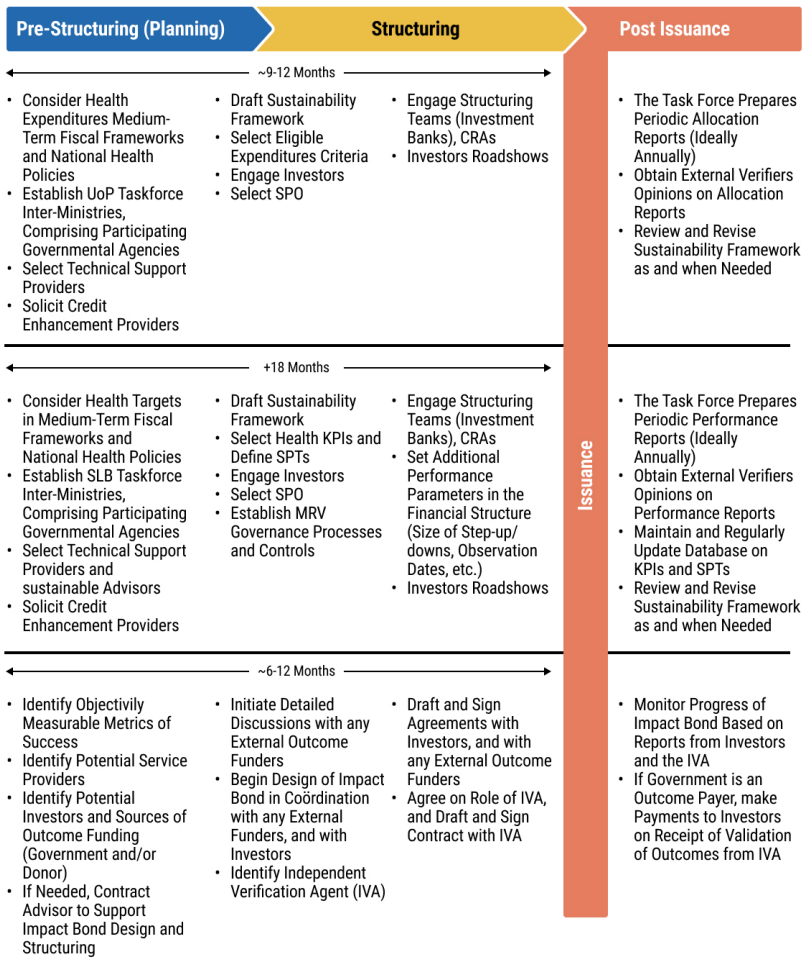 Pre-Structuring (Planning)
Structuring
Post Issuance
~9-12 Months
• Consider Health
Expenditures Medium-
Term Fiscal Frameworks
and National Health
Policies
• Establish UoP Taskforce
Inter-Ministries,
Comprising Participating
Governmental Agencies
• Select Technical Support
Providers
• Solicit Credit
Enhancement Providers
• Draft Sustainability
Framework
• Select Eligible
Expenditures Criteria
• Engage Investors
• Select SPO
• Engage Structuring
Teams (Investment
Banks), CRAs
• Investors Roadshows
• The Task Force Prepares
Periodic Allocation
Reports (Ideally
Annually)
• Obtain External Verifiers
Opinions on Allocation
Reports
• Review and Revise
Sustainability Framework
as and when Needed
+18 Months
• Consider Health Targets
in Medium-Term Fiscal
Frameworks and
National Health Policies
• Establish SLB Taskforce
Inter-Ministries,
Comprising Participating
Governmental Agencies
• Select Technical Support
Providers and
sustainable Advisors
• Solicit Credit
Enhancement Providers
• Draft Sustainability
Framework
• Select Health KPIs and
Define SPTs
• Engage Investors
• Select SPO
• Establish MRV
Governance Processes
and Controls
• Engage Structuring
Teams (Investment
Banks), CRAs
• Set Additional
Performance
Parameters in the
Financial Structure
(Size of Step-up/
downs, Observation
Dates, etc.)
• Investors Roadshows
Issuance
• The Task Force Prepares
Periodic Performance
Reports (Ideally
Annually)
• Obtain External Verifiers
Opinions on
Performance Reports
• Maintain and Regularly
Update Database on
KPIs and SPTs
• Review and Revise
Sustainability Framework
as and when Needed
~6-12 Months
• Identify Objectivily
Measurable Metrics of
Success
• Identify Potential Service
Providers
• Identify Potential
Investors and Sources of
Outcome Funding
(Government and/or
Donor)
• If Needed, Contract
Advisor to Support
Impact Bond Design and
Structuring
• Initiate Detailed
Discussions with any
External Outcome
Funders
• Begin Design of Impact
Bond in Coördination
with any External
Funders, and with
Investors
• Identify Independent
Verification Agent (IVA)
• Draft and Sign
Agreements with
Investors, and with
any External Outcome
Funders
• Agree on Role of IVA,
and Draft and Sign
Contract with IVA
• Monitor Progress of
Impact Bond Based on
Reports from Investors
and the IVA
• If Government is an
Outcome Payer, make
Payments to Investors
on Receipt of Validation
of Outcomes from IVA